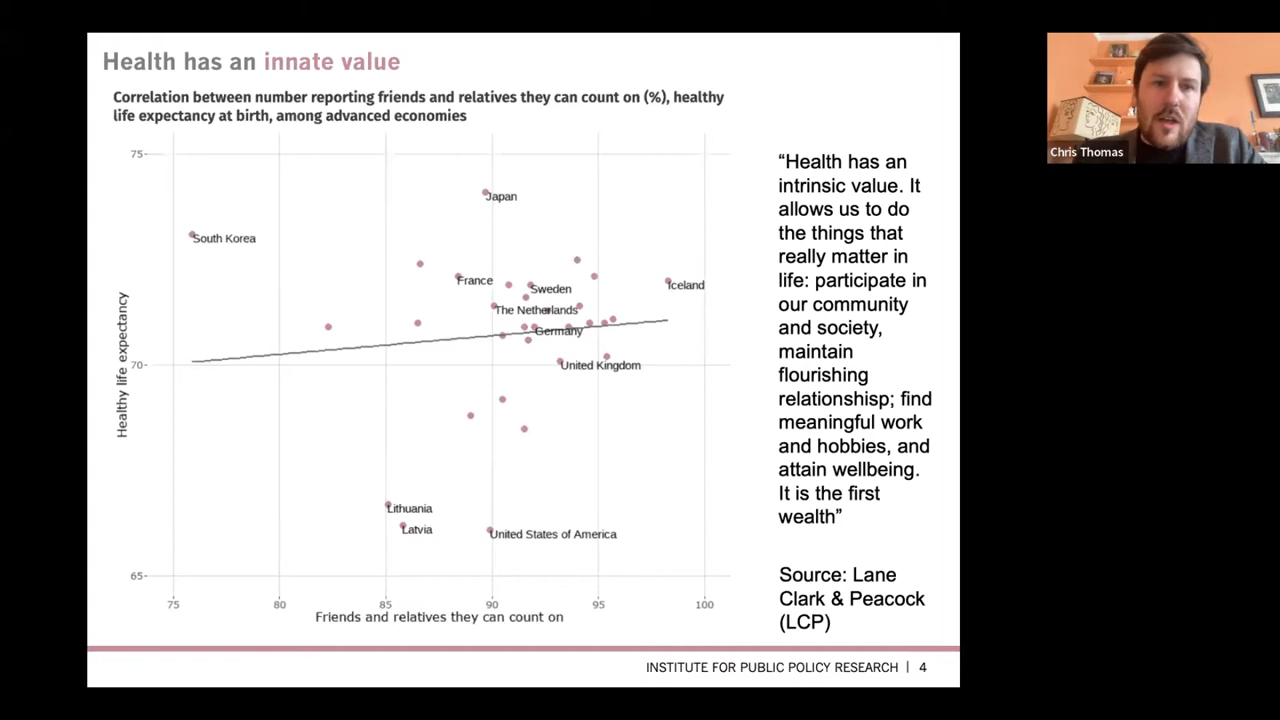 Health has an innate value
Correlation between number reporting friends and relatives they can count on (%), healthy
life expectancy at birth, among advanced economies
75
Japan
South Korea
France
Sweden
Iceland
The Netherlands
Germany
United Kingdom
70
Healthy life expectancy
Lithuania
Latvia
United States of America
65
75
80
85
90
95
100
Friends and relatives they can count on
“Health has an
intrinsic value. It
allows us to do
the things that
really matter in
life: participate in
our community
and society,
maintain
flourishing
relationshisp; find
meaningful work
and hobbies, and
attain wellbeing.
It is the first
wealth”
Source: Lane
Clark & Peacock
(LCP)
INSTITUTE FOR PUBLIC POLICY RESEARCH | 4
Chris Thomas